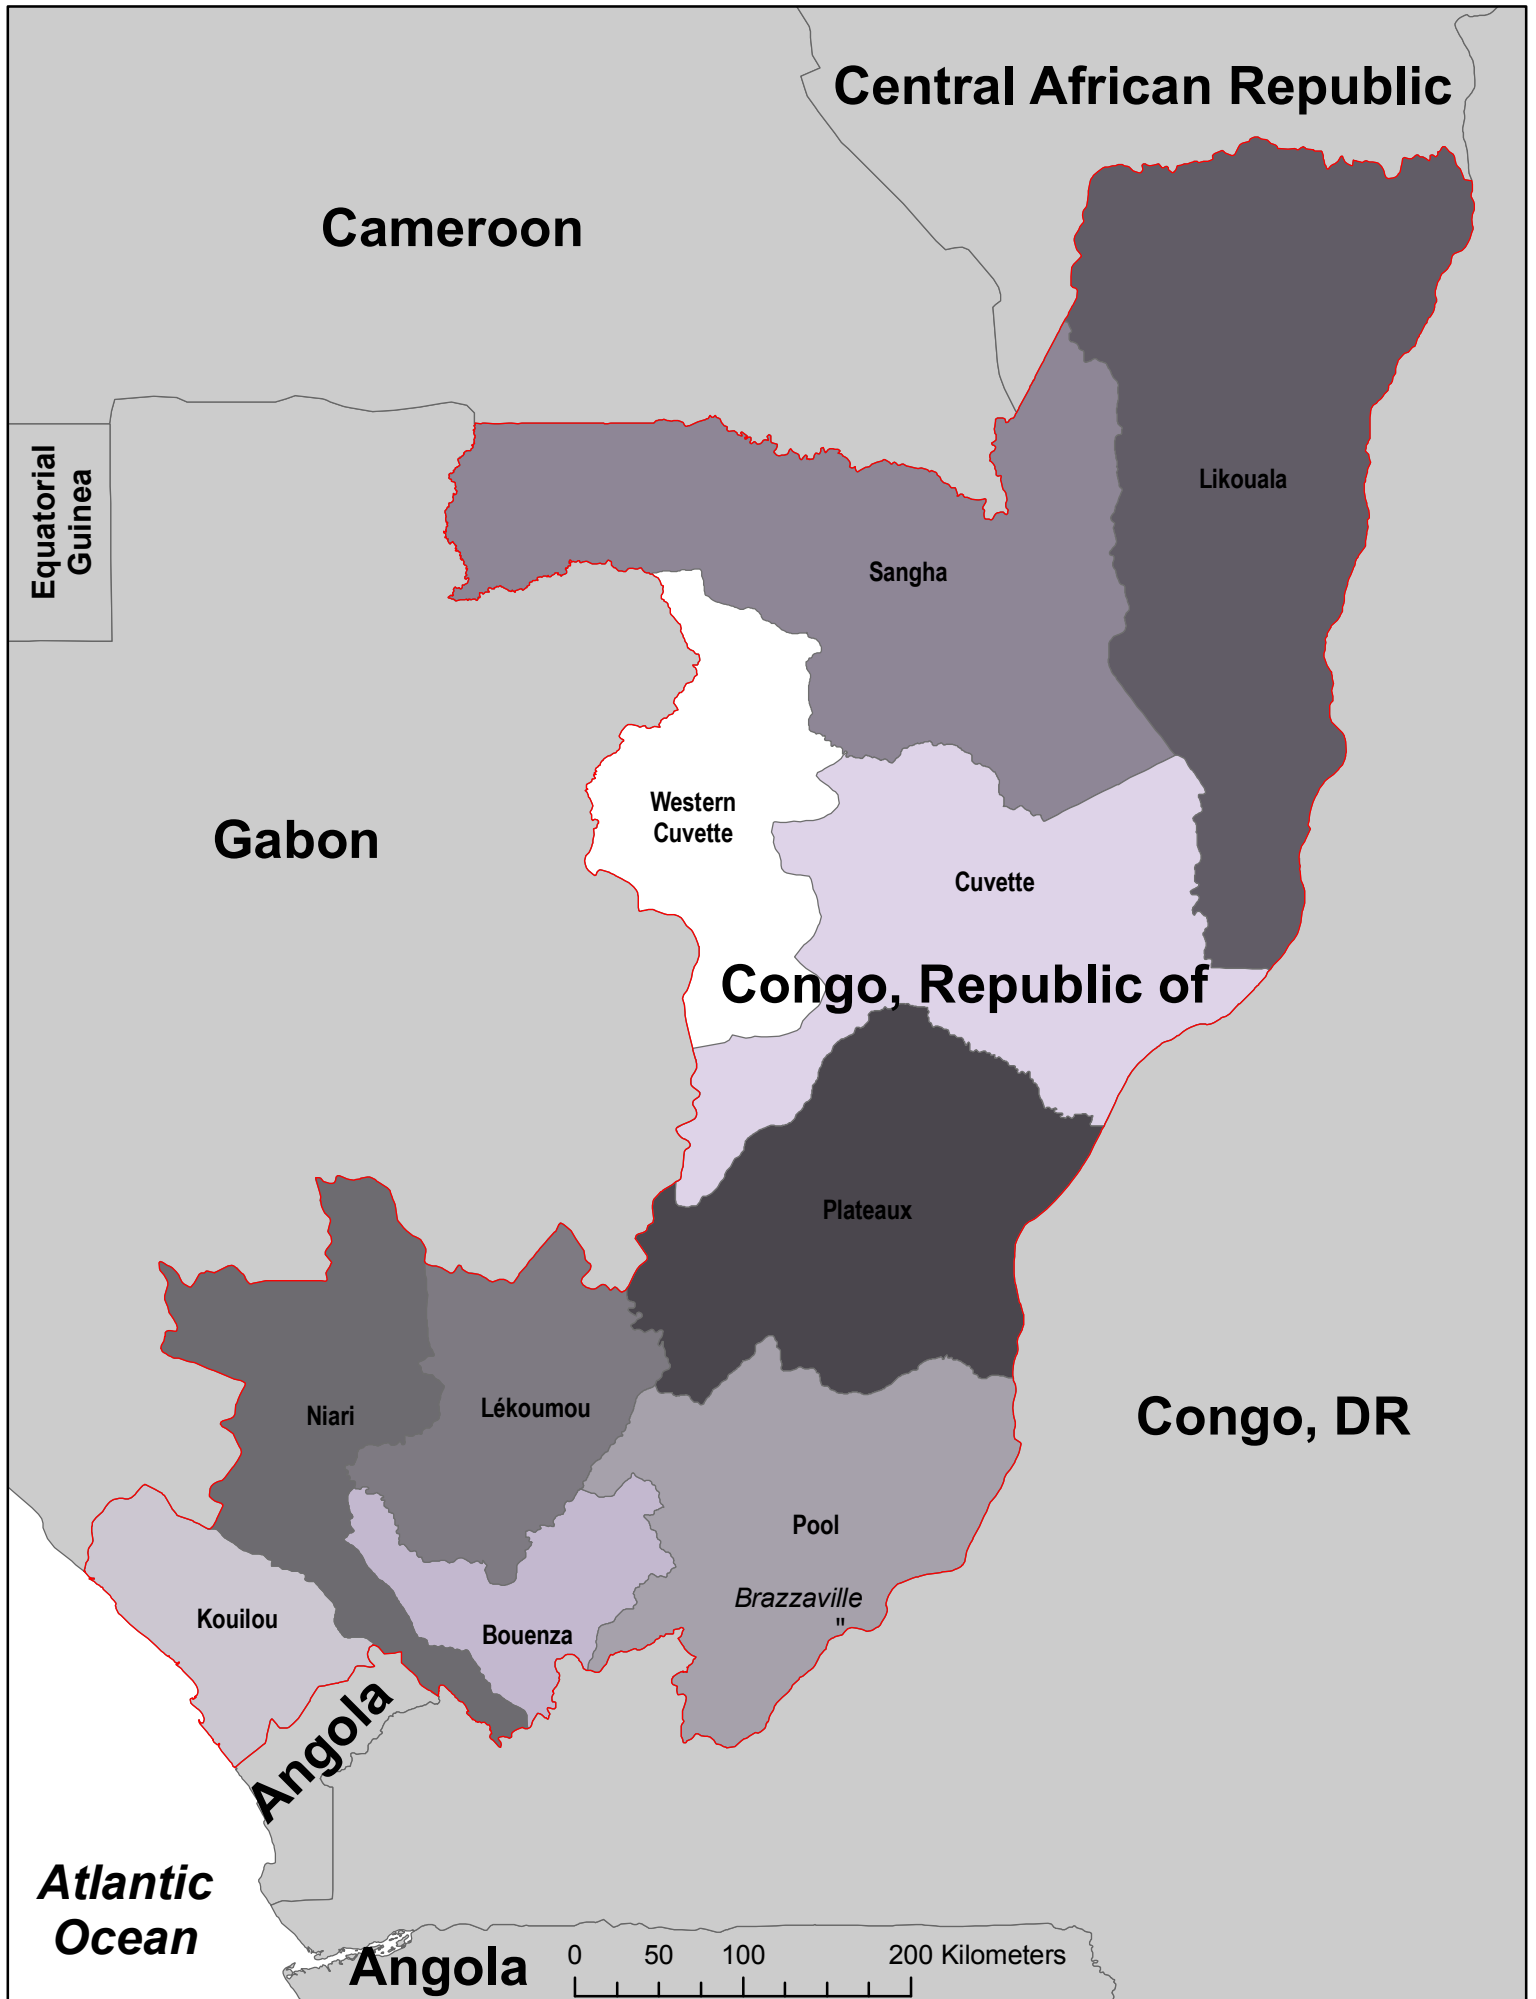 Central African Republic
Cameroon
Equatorial
Guinea
Likouala
Sangha
Western
Cuvette
Gabon
Cuvette
Congo, Republic of
Plateaux
Niari
Lékoumou
Congo, DR
Pool
Brazzaville
"
Kouilou
Bouenza
Angola
Atlantic
Ocean
Angola
0 50 100 200 Kilometers